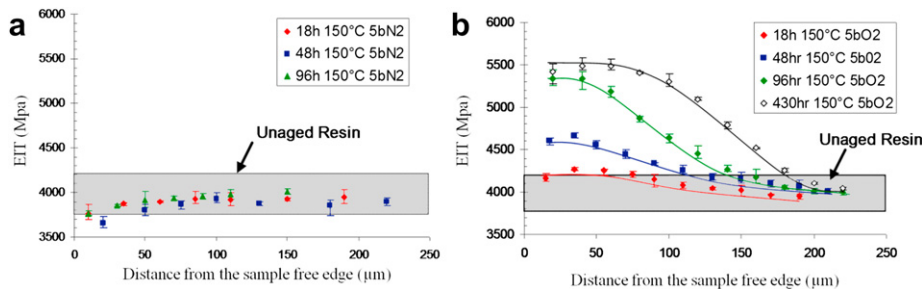 a
6000
5500
5000
4500
4000
3500
EIT (Mpa)
0
50
100
150
200
250
Distance from the sample free edge (µm)
18h 150°C 5bN2
48h 150°C 5bN2
96h 150°C 5bN2
Unaged Resin
b
6000
5500
5000
4500
4000
3500
EIT (Mpa)
0
50
100
150
200
250
Distance from the sample free edge (µm)
18h 150°C 5bO2
48hr 150°C 5b02
96hr 150°C 5bO2
430hr 150°C 5bO2
Unaged Resin